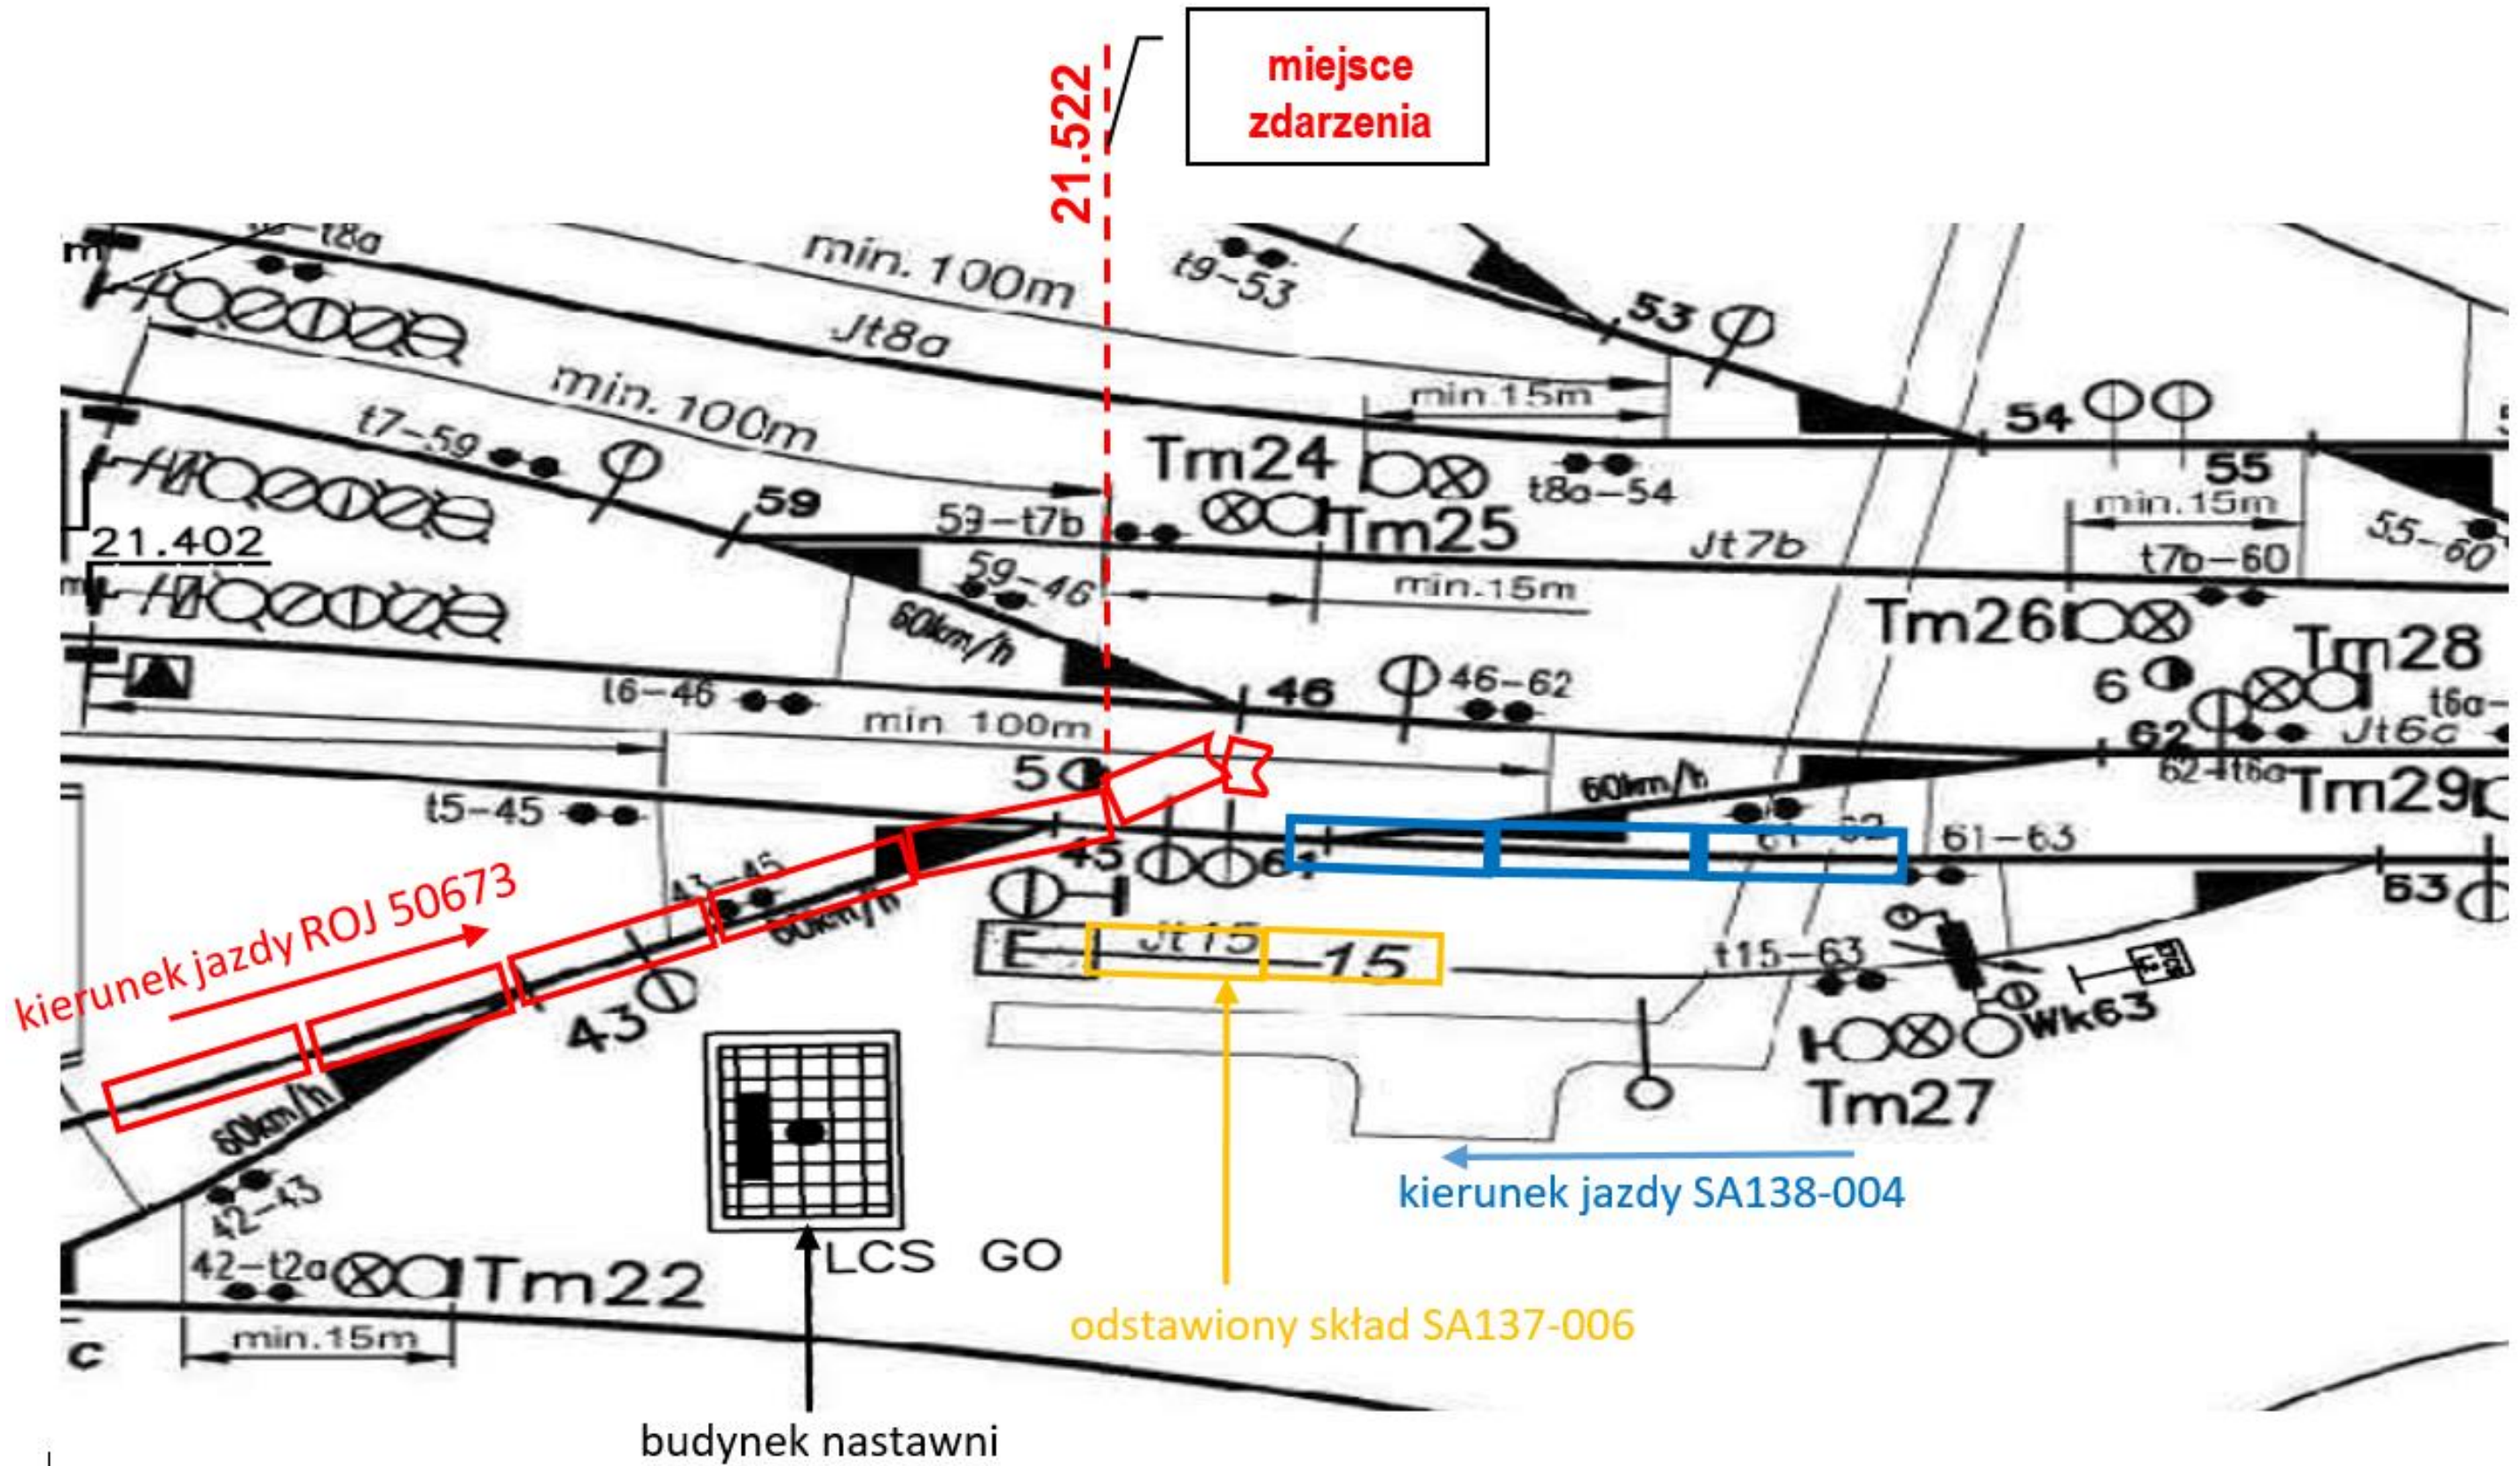 miejsce
zdarzenia
21.522
min. 100m
Jt8a
t9-53
53
min. 100m
min.15m
t7-59
54
Tm24
t8a-54
55
59
59-t7b
Tm25
Jt7b
min.15m
55-60
21.402
t7b-60
59-46
min.15m
60km/h
Tm26
Tm28
t6-46
46
46-62
6
t6a-
min 100m
62
Jt6c
5
60km/h
62-t6a
Tm29
t5-45
45
61
61-62
61-63
43-45
60km/h
63
kierunek jazdy ROJ 50673
E
Jt15
15
t15-63
43
Wk63
60km/h
Tm27
42-43
kierunek jazdy SA138-004
42-t2a
Tm22
LCS GO
odstawiony skład SA137-006
min.15m
c
budynek nastawni